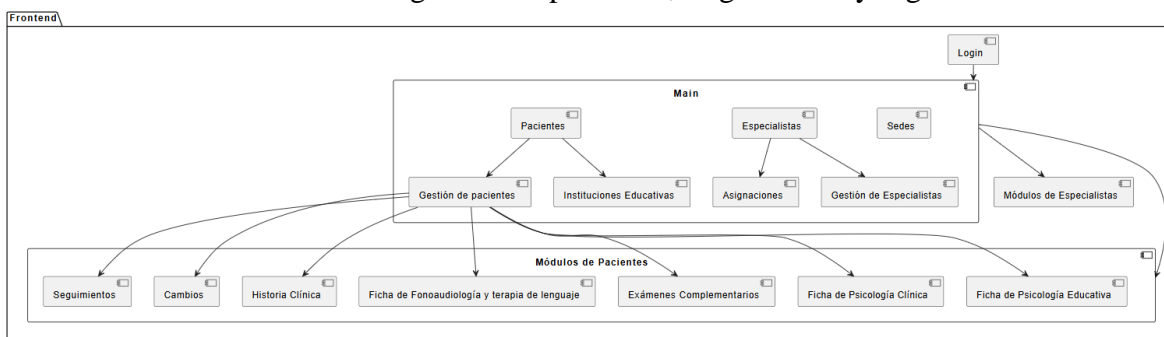 Frontend
Login
Main
Pacientes
Especialistas
Sedes
Gestión de pacientes
Instituciones Educativas
Asignaciones
Gestión de Especialistas
Módulos de Especialistas
Módulos de Pacientes
Seguimientos
Cambios
Historia Clínica
Ficha de Fonoaudiología y terapia de lenguaje
Exámenes Complementarios
Ficha de Psicología Clínica
Ficha de Psicología Educativa